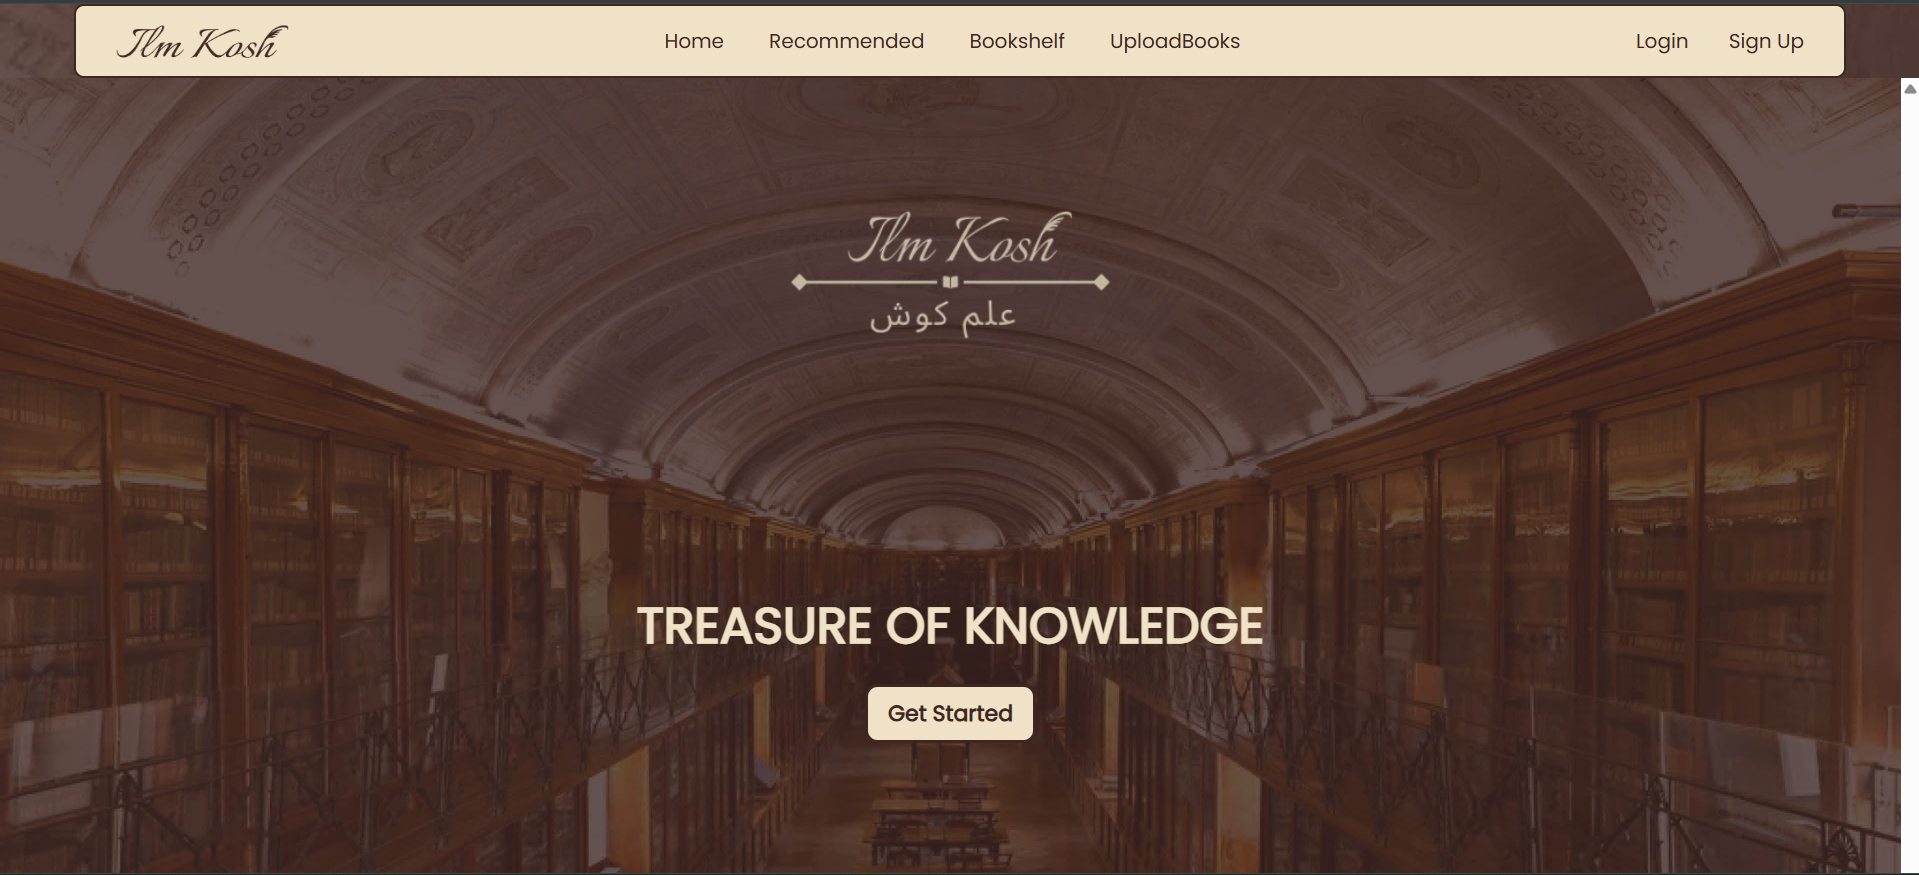 Ilm Kosh
Home Recommended Bookshelf UploadBooks
Login Sign Up
Ilm Kosh
علم کوش
TREASURE OF KNOWLEDGE
Get Started